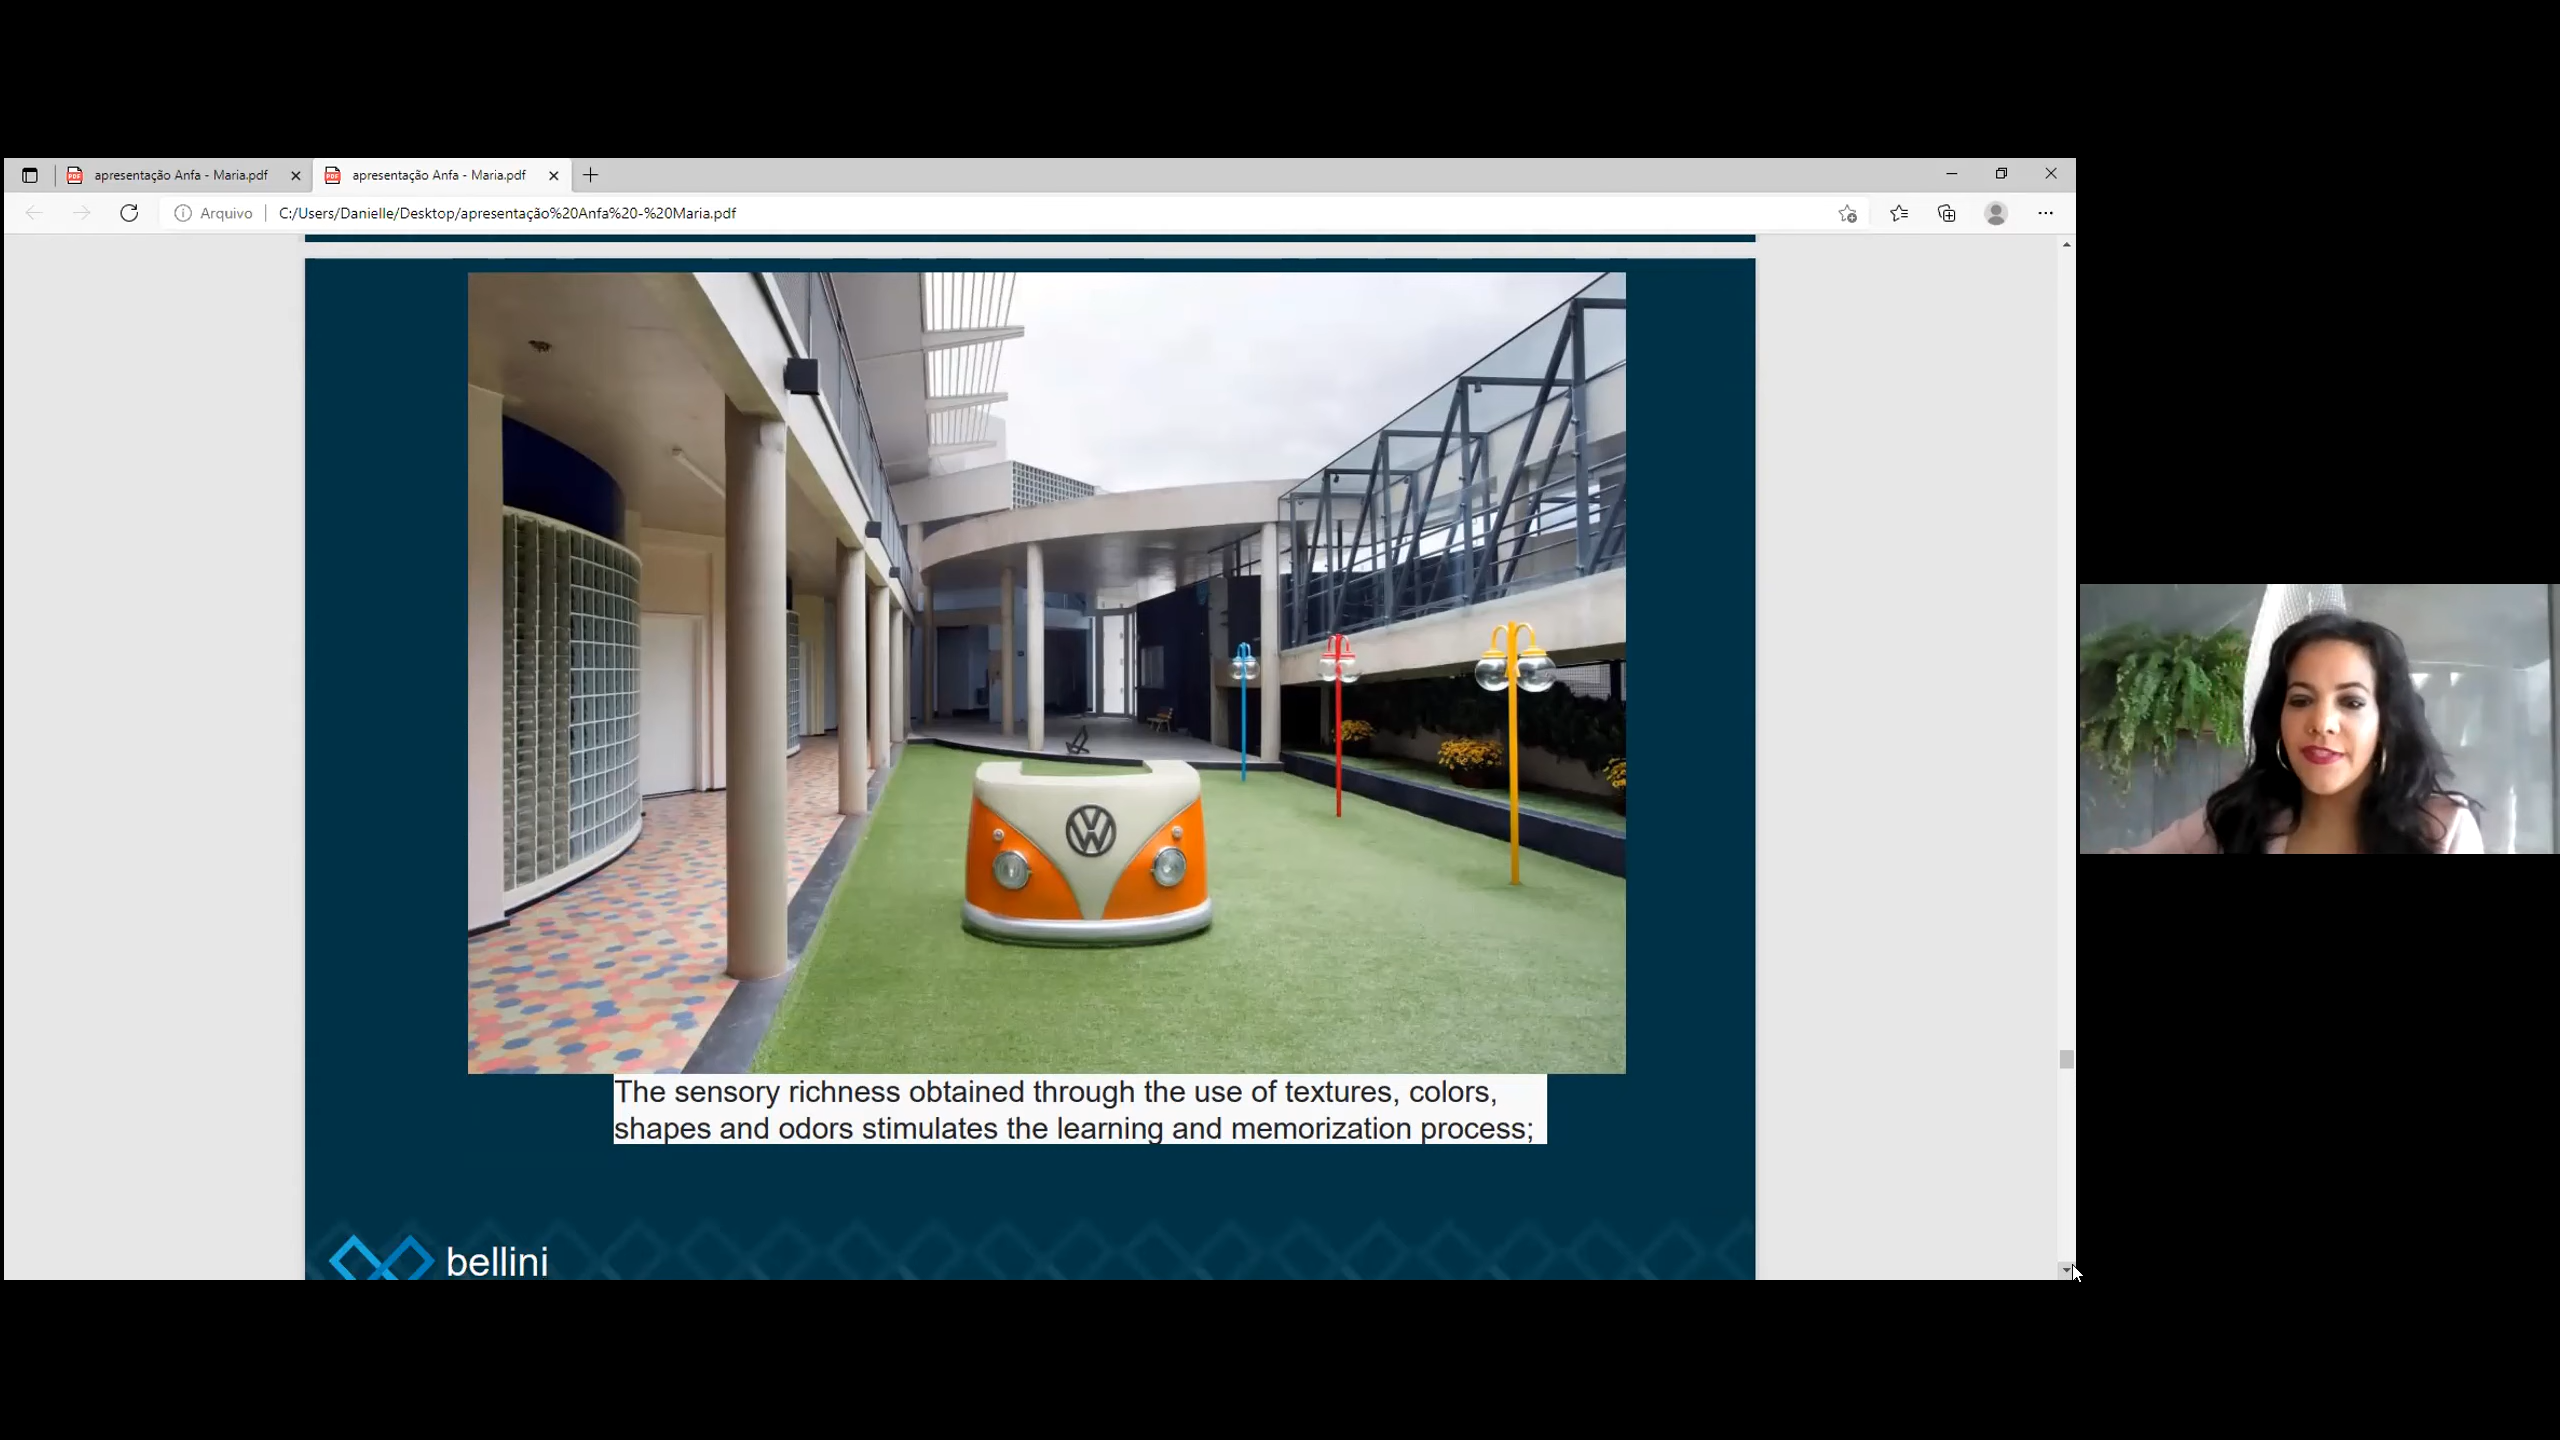 apresentação Anfa - Maria.pdf
apresentação Anfa - Maria.pdf
Arquivo
C:/Users/Danielle/Desktop/apresentação%20Anfa%20-%20Maria.pdf
VW
The sensory richness obtained through the use of textures, colors,
shapes and odors stimulates the learning and memorization process;
bellini